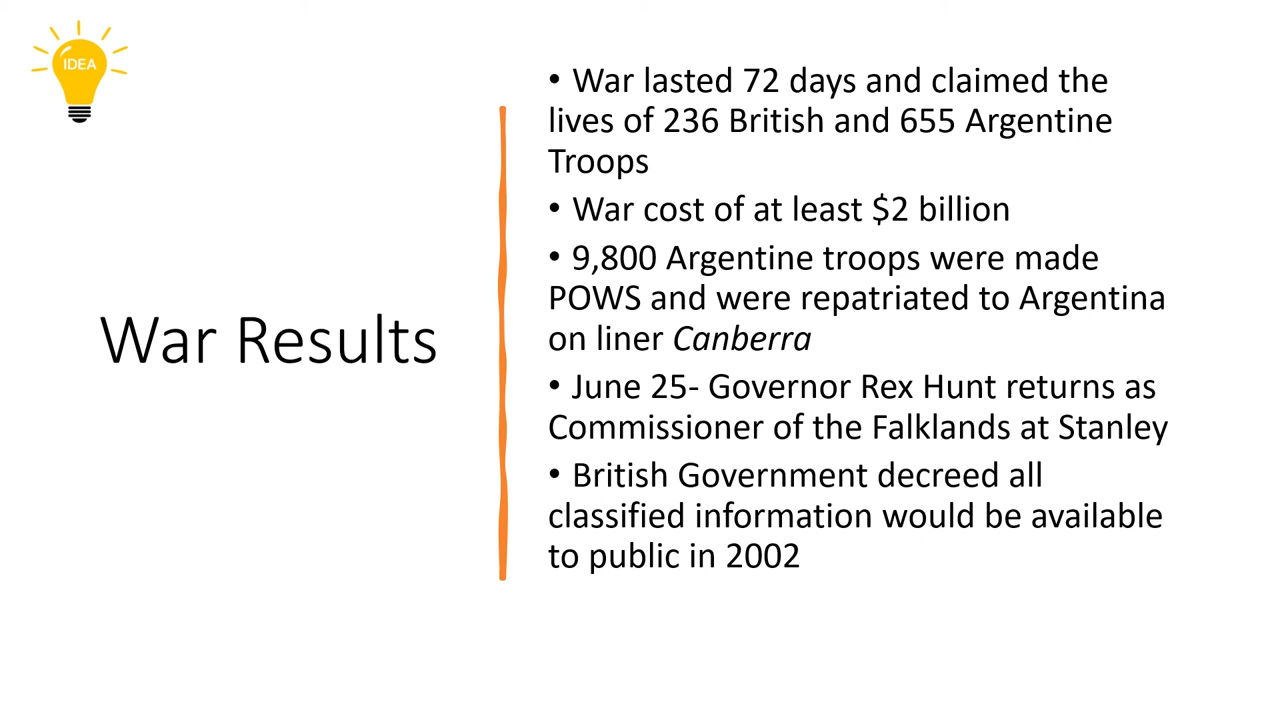 IDEA
War Results
• War lasted 72 days and claimed the
lives of 236 British and 655 Argentine
Troops
• War cost of at least $2 billion
• 9,800 Argentine troops were made
POWS and were repatriated to Argentina
on liner Canberra
• June 25- Governor Rex Hunt returns as
Commissioner of the Falklands at Stanley
• British Government decreed all
classified information would be available
to public in 2002